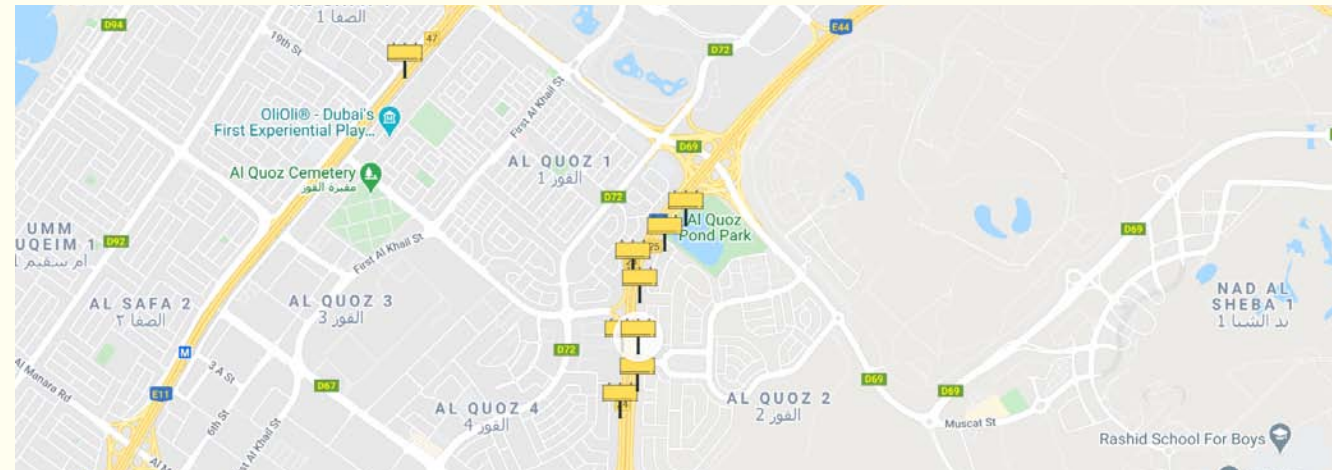 الصفا 1
D94
47
E44
19th St
D72
OliOli® - Dubai's
First Experiential Play...
First Al Khail St
D69
AL QUOZ 1
القوز 1
Al Quoz Cemetery
مقبرة القوز
D72
D69
UMM
UQEIM 1
ام سقيم 1
D92
Al Quoz
Pond Park
25
First Al Khail St
AL SAFA 2
الصفا ٢
AL QUOZ 3
القوز 3
NAD AL
SHEBA 1
ند الشبا 1
M
3 A St
D72
Al Manara Rd
E11
D67
6th St
D69
D69
AL QUOZ 4
القوز 4
AL QUOZ 2
القوز 2
Muscat St
Rashid School For Boys
st Al Khail St